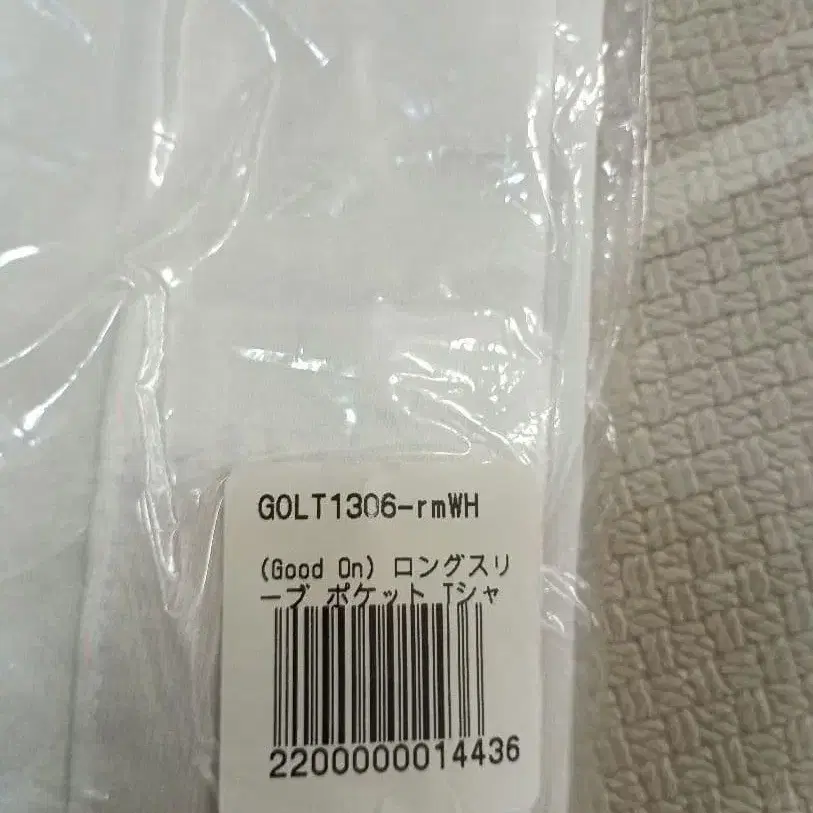 GOLT1306-rmWH
(Good On) ロングスリ
ーブ ポケット Tシャ
2200000014436